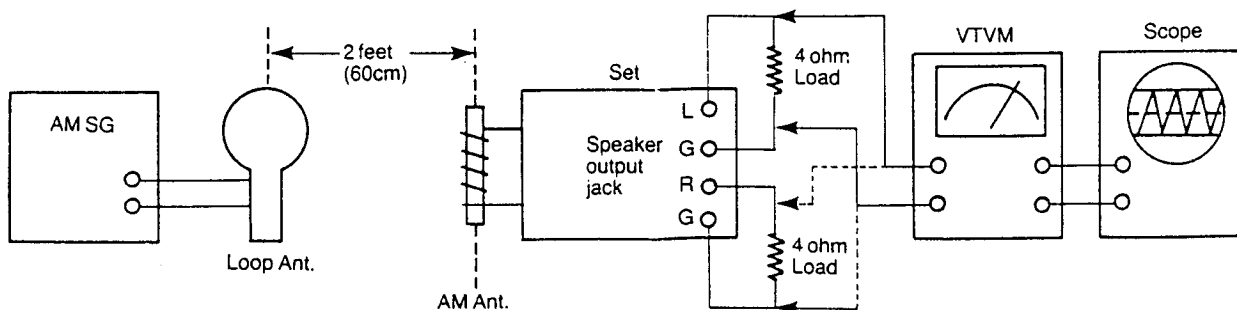 AM SG
Loop Ant.
2 feet
(60cm)
AM Ant.
Set
Speaker
output
jack
L
G
R
G
4 ohm
Load
4 ohm
Load
VTVM
Scope